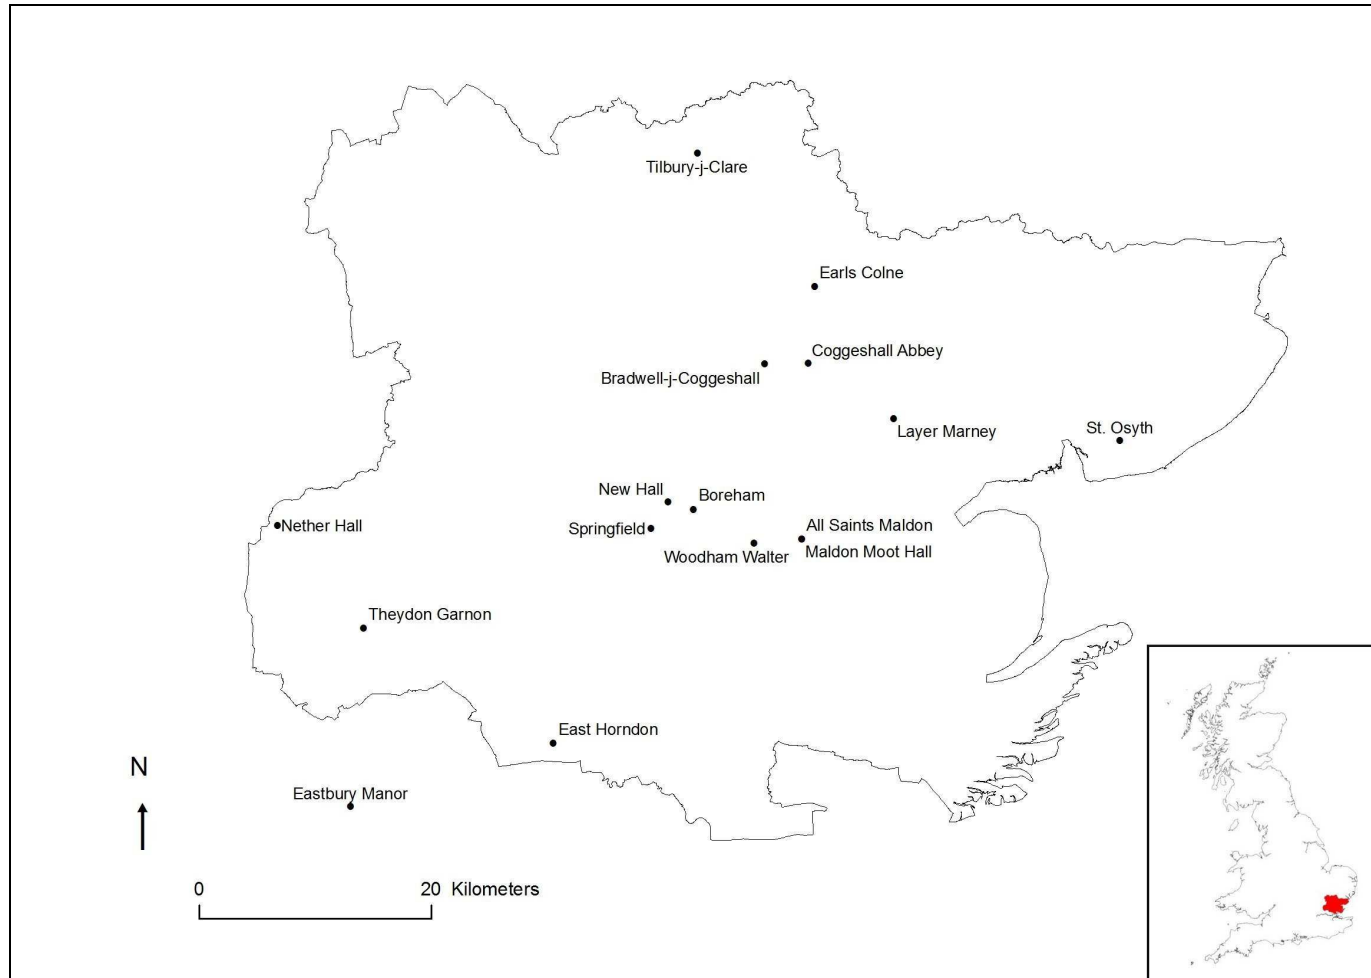 Tilbury-j-Clare
Earls Colne
Coggeshall Abbey
Bradwell-j-Coggeshall
Layer Marney
St. Osyth
New Hall
Boreham
Nether Hall
Springfield
All Saints Maldon
Woodham Walter
Maldon Moot Hall
Theydon Garnon
East Horndon
N
Eastbury Manor
0 20 Kilometers